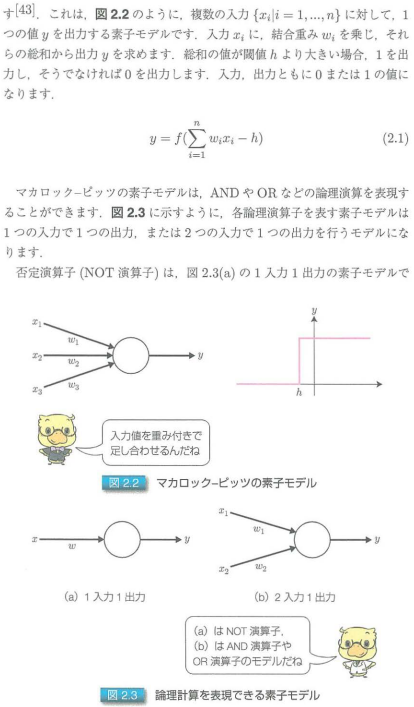 す[43]．これは，図2.2のように，複数の入力 {x_i|i = 1, ..., n} に対して，1
つの値 y を出力する素子モデルです．入力 x_i に，結合重み w_i を乗じ，それ
らの総和から出力 y を求めます．総和の値が閾値 h より大きい場合，1 を出
力し，そうでなければ 0 を出力します．入力，出力ともに 0 または 1 の値に
なります．
y = f(∑_{i=1}^{n} w_i x_i − h) (2.1)
マカロック–ピッツの素子モデルは，AND や OR などの論理演算を表現す
ることができます．図2.3 に示すように，各論理演算子を表す素子モデルは
1 つの入力で 1 つの出力，または 2 つの入力で 1 つの出力を行うモデルにな
ります．
否定演算子 (NOT 演算子) は，図 2.3(a) の 1 入力 1 出力の素子モデルで
x_1
w_1
x_2
w_2
x_3
w_3
y
y
h
入力値を重み付きで
足し合わせるんだね
図 2.2 マカロック–ピッツの素子モデル
x
w
y
x_1
w_1
x_2
w_2
y
（a）1 入力 1 出力
（b）2 入力 1 出力
（a）は NOT 演算子，
（b）は AND 演算子や
OR 演算子のモデルだね
図 2.3 論理計算を表現できる素子モデル